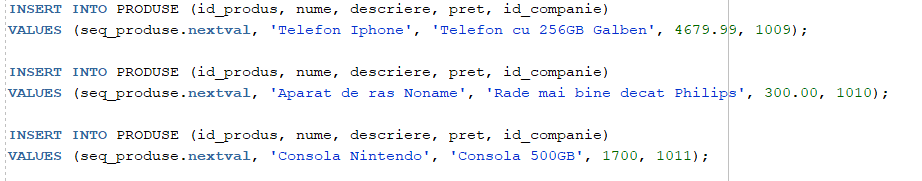 INSERT INTO PRODUSE (id_produs, nume, descriere, pret, id_companie)
VALUES (seq_produse.nextval, 'Telefon Iphone', 'Telefon cu 256GB Galben', 4679.99, 1009);
INSERT INTO PRODUSE (id_produs, nume, descriere, pret, id_companie)
VALUES (seq_produse.nextval, 'Aparat de ras Noname', 'Rade mai bine decat Philips', 300.00, 1010);
INSERT INTO PRODUSE (id_produs, nume, descriere, pret, id_companie)
VALUES (seq_produse.nextval, 'Consola Nintendo', 'Consola 500GB', 1700, 1011);